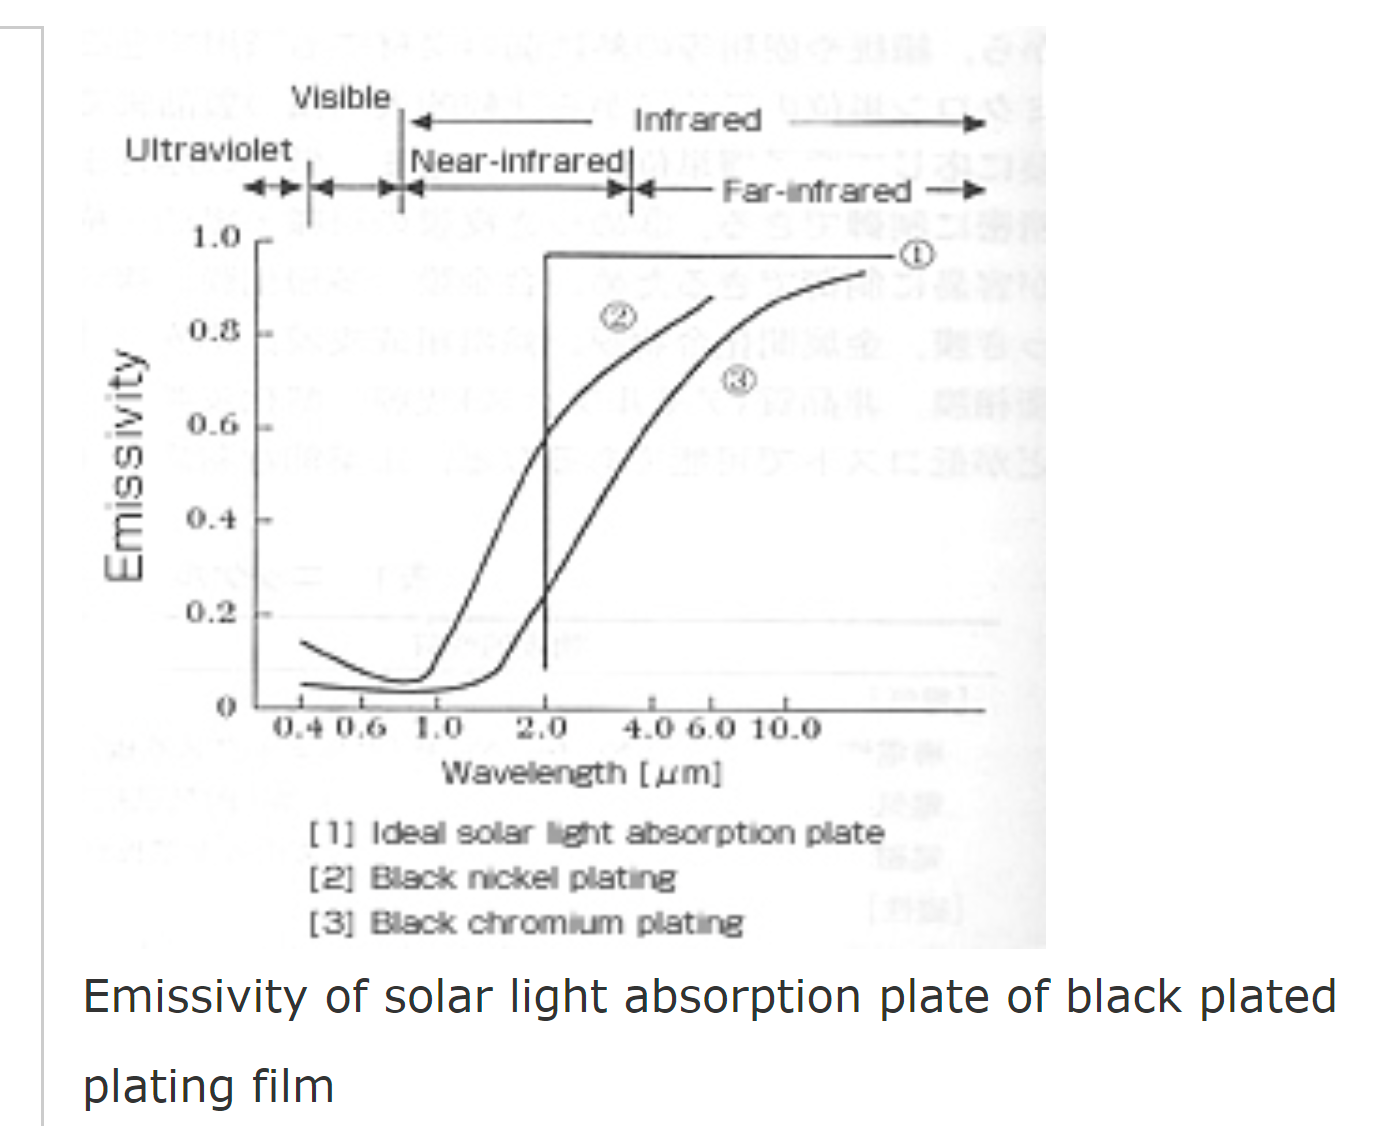 Visible
Infrared
Ultraviolet
Near-infrared
Far-infrared
1.0
①
②
0.8
③
Emissivity
0.6
0.4
0.2
0
0.4 0.6 1.0 2.0 4.0 6.0 10.0
Wavelength [μm]
[1] Ideal solar light absorption plate
[2] Black nickel plating
[3] Black chromium plating
Emissivity of solar light absorption plate of black plated
plating film